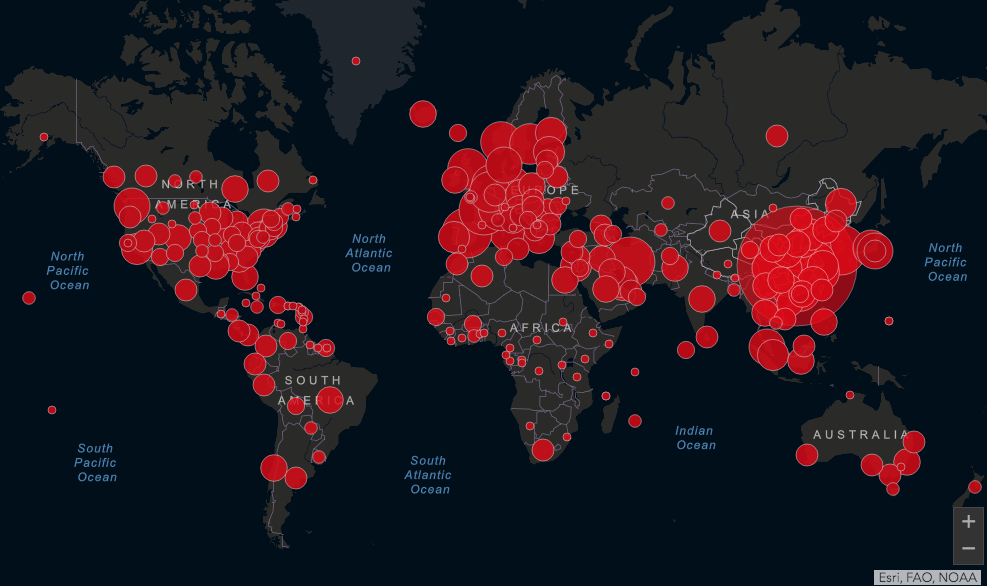 NORTH
AMERICA
EUROPE
ASIA
North
Pacific
Ocean
North
Atlantic
Ocean
North
Pacific
Ocean
AFRICA
SOUTH
AMERICA
Indian
Ocean
AUSTRALIA
South
Pacific
Ocean
South
Atlantic
Ocean
+
−
Esri, FAO, NOAA